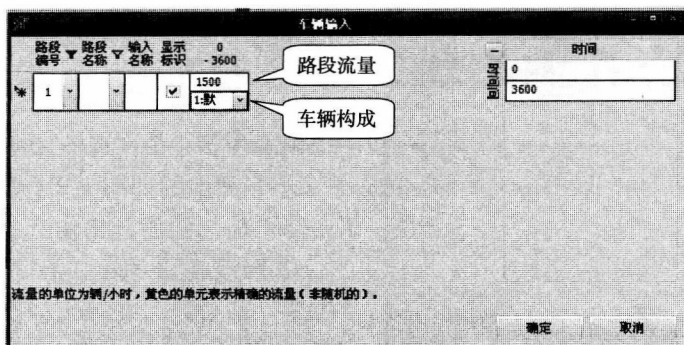 车辆输入
路段编号 路段名称 输入名称 显示标识 0 - 3600
时间
1 1500
1:默
路段流量
车辆构成
时间
0
3600
流量的单位为辆/小时，黄色的单元表示精确的流量（非随机的）。
确定 取消